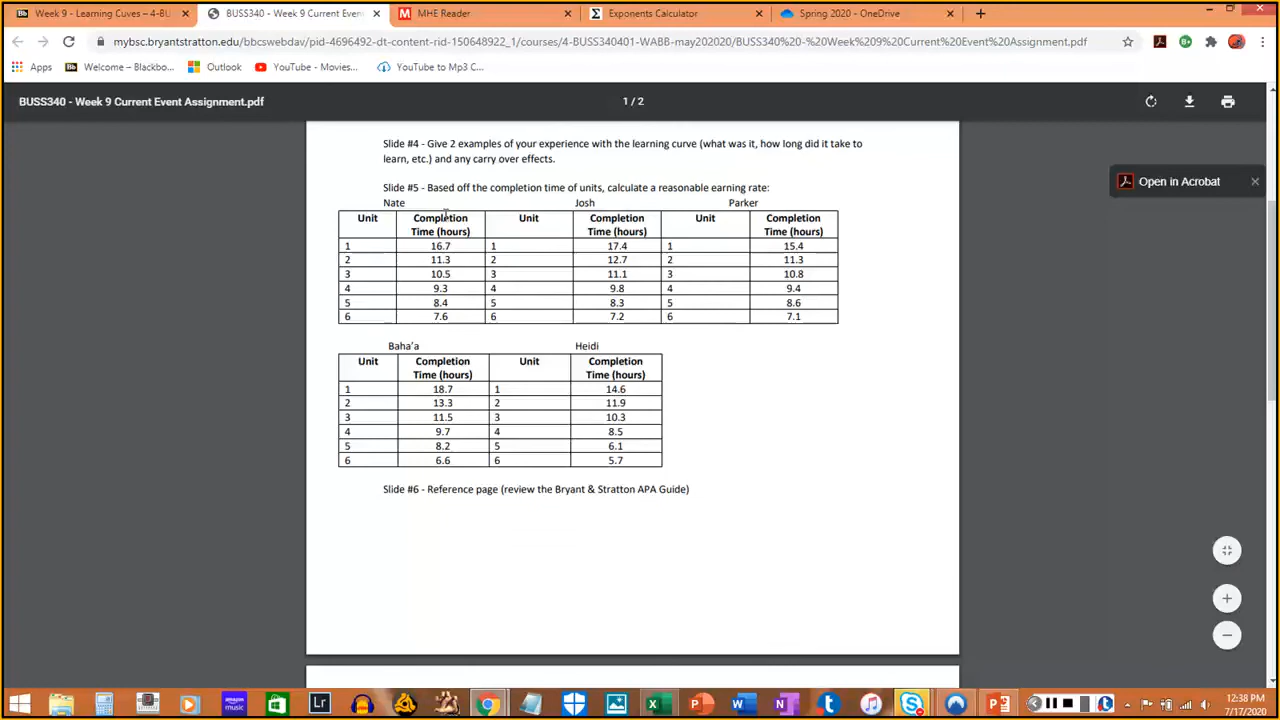 Week 9 - Learning Curves – 4-BU
BUSS340 - Week 9 Current Even
MHE Reader
Exponents Calculator
Spring 2020 - OneDrive
mybsc.bryantstratton.edu/bbcswebdav/pid-4696492-dt-content-rid-150648922_1/courses/4-BUSS340401-WABB-may202020/BUSS340%20-%20Week%209%20Current%20Event%20Assignment.pdf
Apps
Welcome – Blackbo...
Outlook
YouTube - Movies...
YouTube to Mp3 C...
BUSS340 - Week 9 Current Event Assignment.pdf
1 / 2
Open in Acrobat
Slide #4 - Give 2 examples of your experience with the learning curve (what was it, how long did it take to
learn, etc.) and any carry over effects.
Slide #5 - Based off the completion time of units, calculate a reasonable earning rate:
Nate Josh Parker
Unit Completion Unit Completion Unit Completion
Time (hours) Time (hours) Time (hours)
1 16.7 1 17.4 1 15.4
2 11.3 2 12.7 2 11.3
3 10.5 3 11.1 3 10.8
4 9.3 4 9.8 4 9.4
5 8.4 5 8.3 5 8.6
6 7.6 6 7.2 6 7.1
Baha'a Heidi
Unit Completion Unit Completion
Time (hours) Time (hours)
1 18.7 1 14.6
2 13.3 2 11.9
3 11.5 3 10.3
4 9.7 4 8.5
5 8.2 5 6.1
6 6.6 6 5.7
Slide #6 - Reference page (review the Bryant & Stratton APA Guide)
amazon
music
12:38 PM
7/17/2020